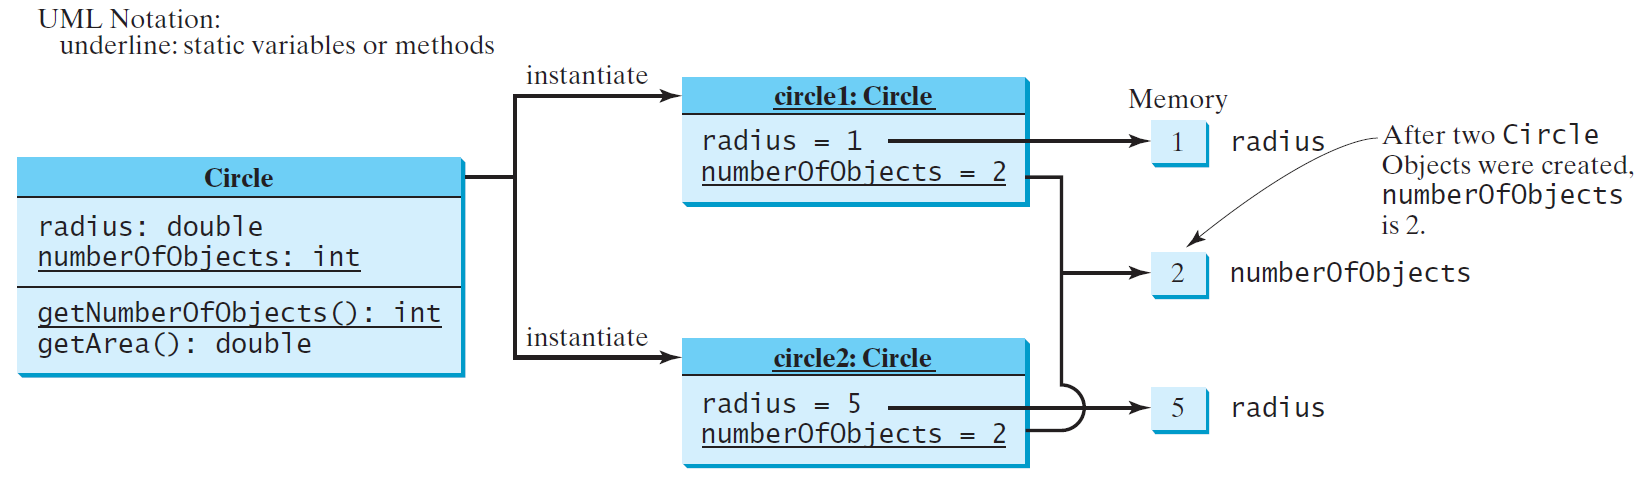 UML Notation:
underline: static variables or methods
Circle
radius: double
numberOfObjects: int
getNumberOfObjects(): int
getArea(): double
instantiate
circle1: Circle
radius = 1
numberOfObjects = 2
instantiate
circle2: Circle
radius = 5
numberOfObjects = 2
Memory
1 radius
2 numberOfObjects
5 radius
After two Circle
Objects were created,
numberOfObjects
is 2.